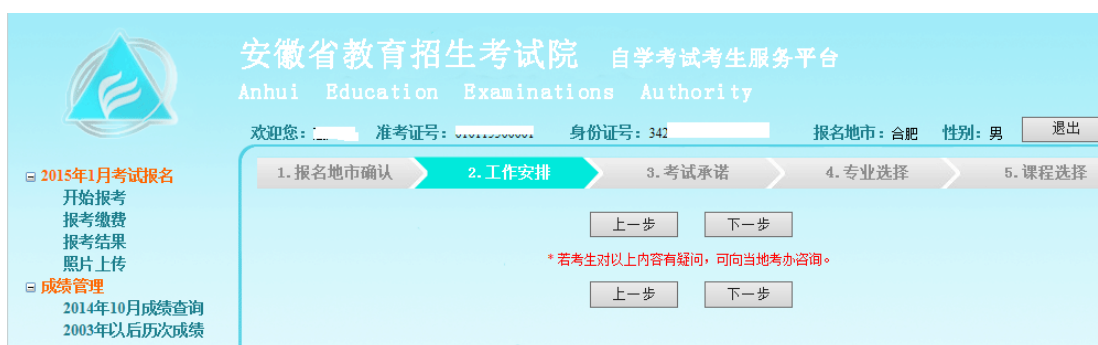 安徽省教育招生考试院 自学考试考生服务平台
Anhui Education Examinations Authority
欢迎您: 准考证号: 身份证号: 342 报名地市: 合肥 性别: 男 退出
1.报名地市确认 2.工作安排 3.考试承诺 4.专业选择 5.课程选择
2015年1月考试报名
开始报考
报考缴费
报考结果
照片上传
成绩管理
2014年10月成绩查询
2003年以后历次成绩
上一步 下一步
*若考生对以上内容有疑问，可向当地考办咨询。
上一步 下一步